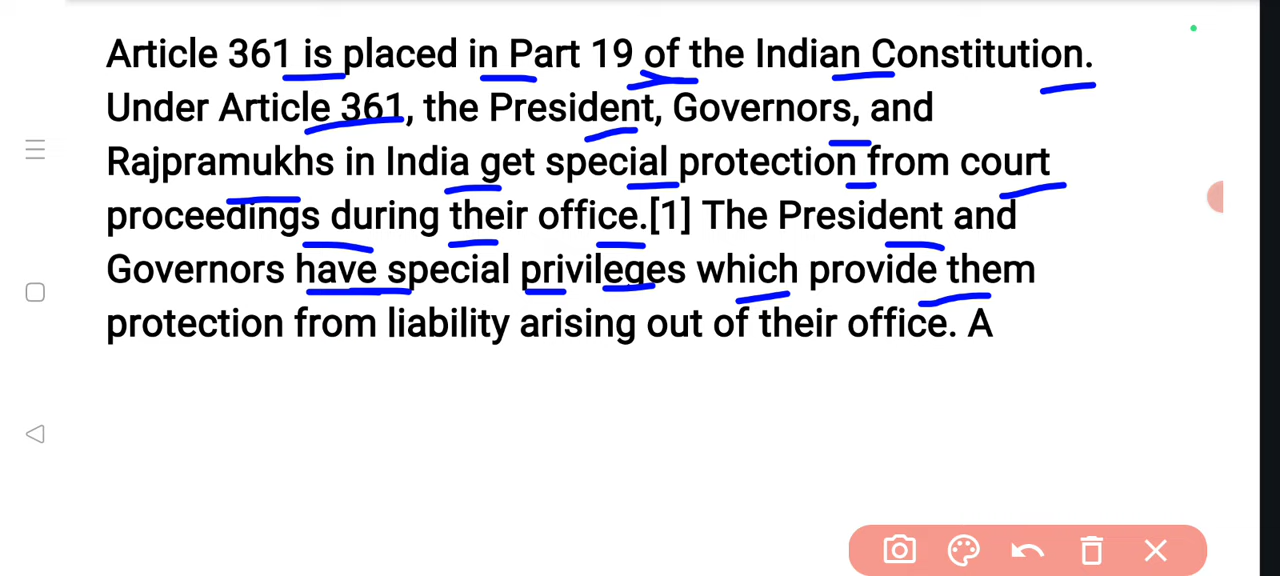 Article 361 is placed in Part 19 of the Indian Constitution.
Under Article 361, the President, Governors, and
Rajpramukhs in India get special protection from court
proceedings during their office.[1] The President and
Governors have special privileges which provide them
protection from liability arising out of their office. A